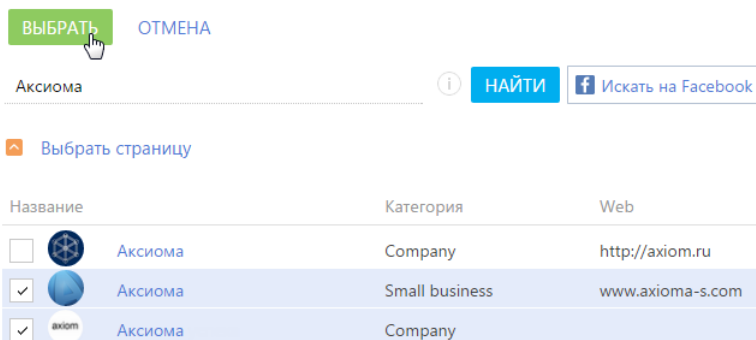 ВЫБРАТЬ ОТМЕНА
Аксиома i НАЙТИ f Искать на Facebook
Выбрать страницу
Название Категория Web
Аксиома Company http://axiom.ru
Аксиома Small business www.axioma-s.com
axiom Аксиома Company